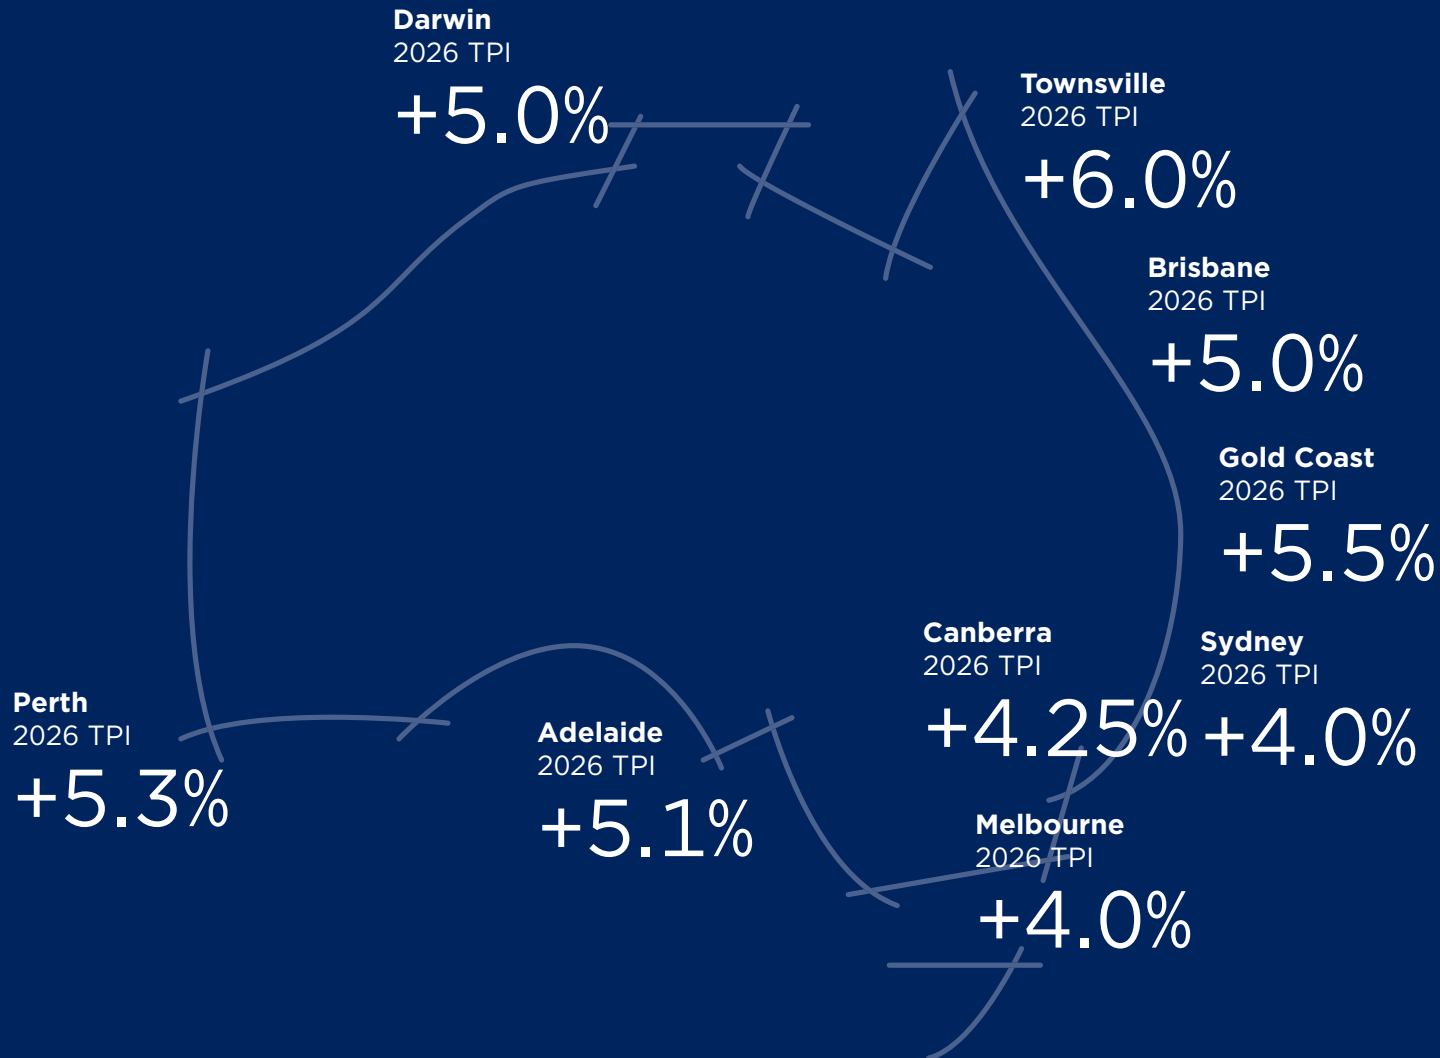 Darwin
2026 TPI
+5.0%
Townsville
2026 TPI
+6.0%
Brisbane
2026 TPI
+5.0%
Gold Coast
2026 TPI
+5.5%
Canberra
2026 TPI
+4.25%
Sydney
2026 TPI
+4.0%
Perth
2026 TPI
+5.3%
Adelaide
2026 TPI
+5.1%
Melbourne
2026 TPI
+4.0%